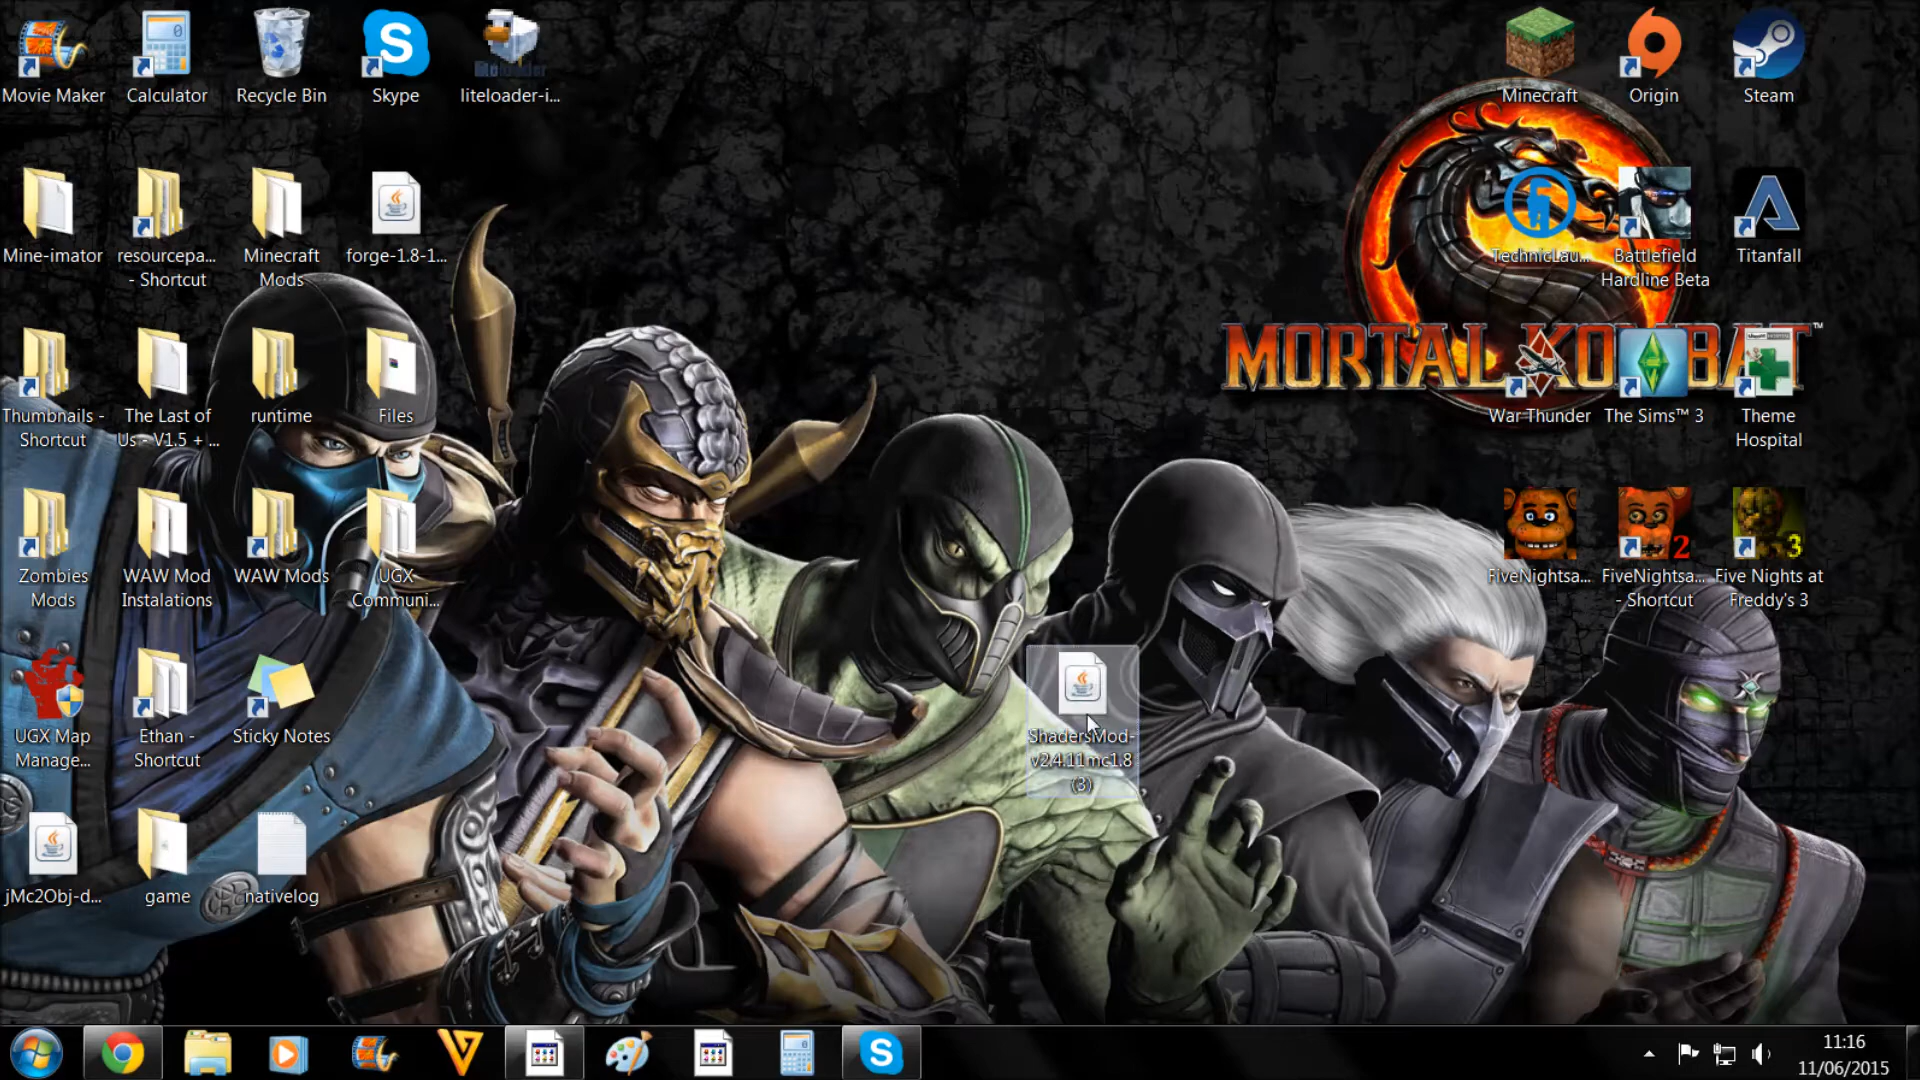 Movie Maker
Calculator
Recycle Bin
Skype
liteloader-i...
Minecraft
Origin
Steam
Mine-imator
resourcepa...
- Shortcut
Minecraft
Mods
forge-1.8-1...
TechnicLau...
Battlefield
Hardline Beta
Titanfall
MORTAL KOMBAT™
Thumbnails -
Shortcut
The Last of
Us - V1.5 + ...
runtime
Files
War Thunder
The Sims™ 3
Theme
Hospital
Zombies
Mods
WAW Mod
Instalations
WAW Mods
UGX
Communi...
2
3
FiveNightsa...
FiveNightsa...
- Shortcut
Five Nights at
Freddy's 3
UGX Map
Manage...
Ethan -
Shortcut
Sticky Notes
ShadersMod-
v2.4.11mc1.8
(3)
jMc2Obj-d...
game
nativelog
11:16
11/06/2015